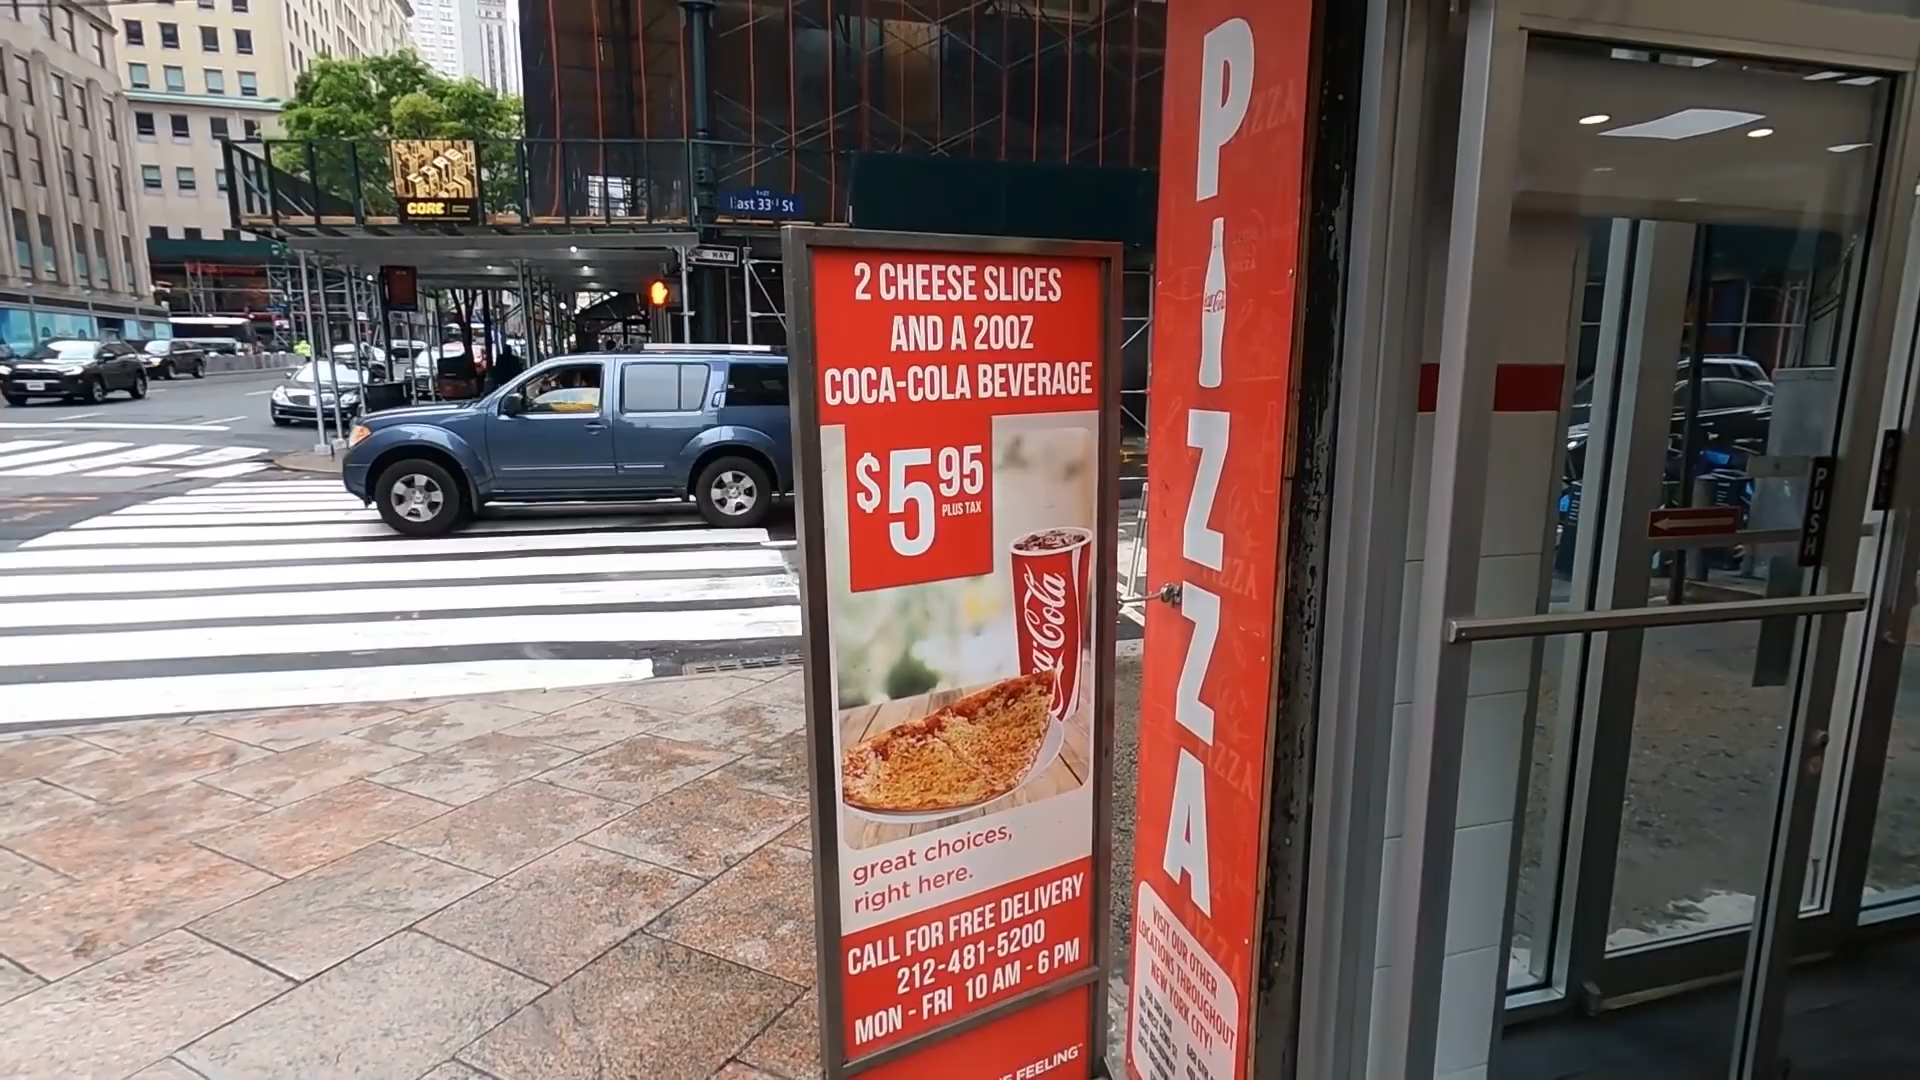 CORE
East 33rd St
ONE WAY
2 CHEESE SLICES
AND A 20OZ
COCA-COLA BEVERAGE
$5 95
PLUS TAX
Coca-Cola
great choices,
right here.
CALL FOR FREE DELIVERY
212-481-5200
MON - FRI 10 AM - 6 PM
FEELING
PIZZA
Coca-Cola
VISIT OUR OTHER
LOCATIONS THROUGHOUT
NEW YORK CITY!
PUSH